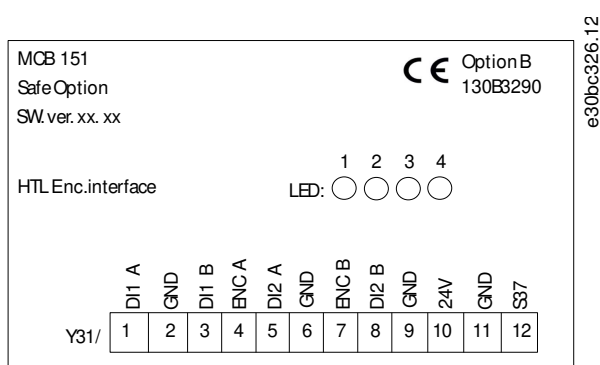 e30bc326.12
MCB 151
Safe Option
SW. ver. xx. xx
CE Option B
130B3290
1 2 3 4
HTL Enc.interface LED:
DI1 A GND DI1 B ENC A DI2 A GND ENC B DI2 B GND 24V GND S37
Y31/ 1 2 3 4 5 6 7 8 9 10 11 12